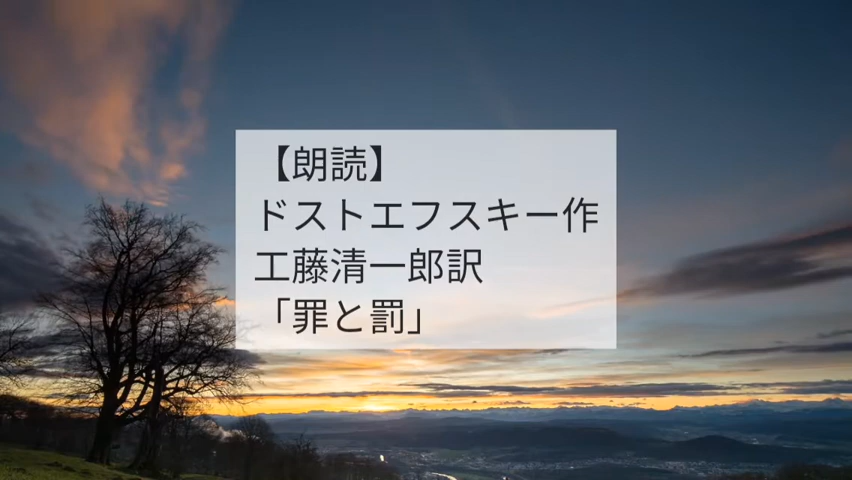 【朗読】
ドストエフスキー作
工藤清一郎訳
「罪と罰」